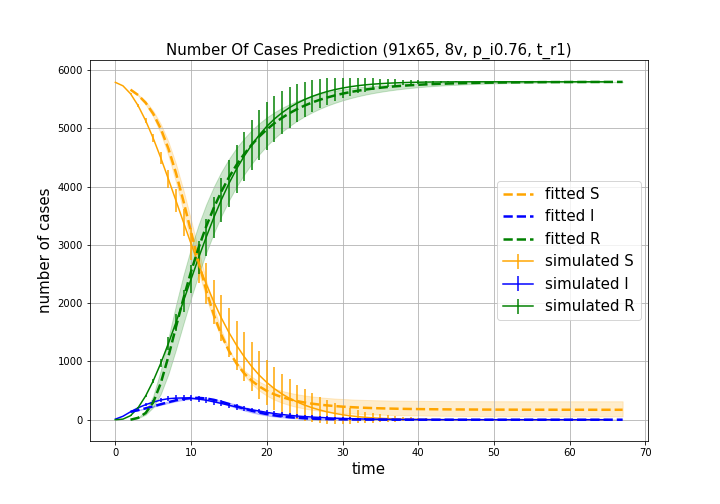 Number Of Cases Prediction (91x65, 8v, p_i0.76, t_r1)
6000
5000
4000
3000
2000
1000
0
number of cases
fitted S
fitted I
fitted R
simulated S
simulated I
simulated R
0 10 20 30 40 50 60 70
time